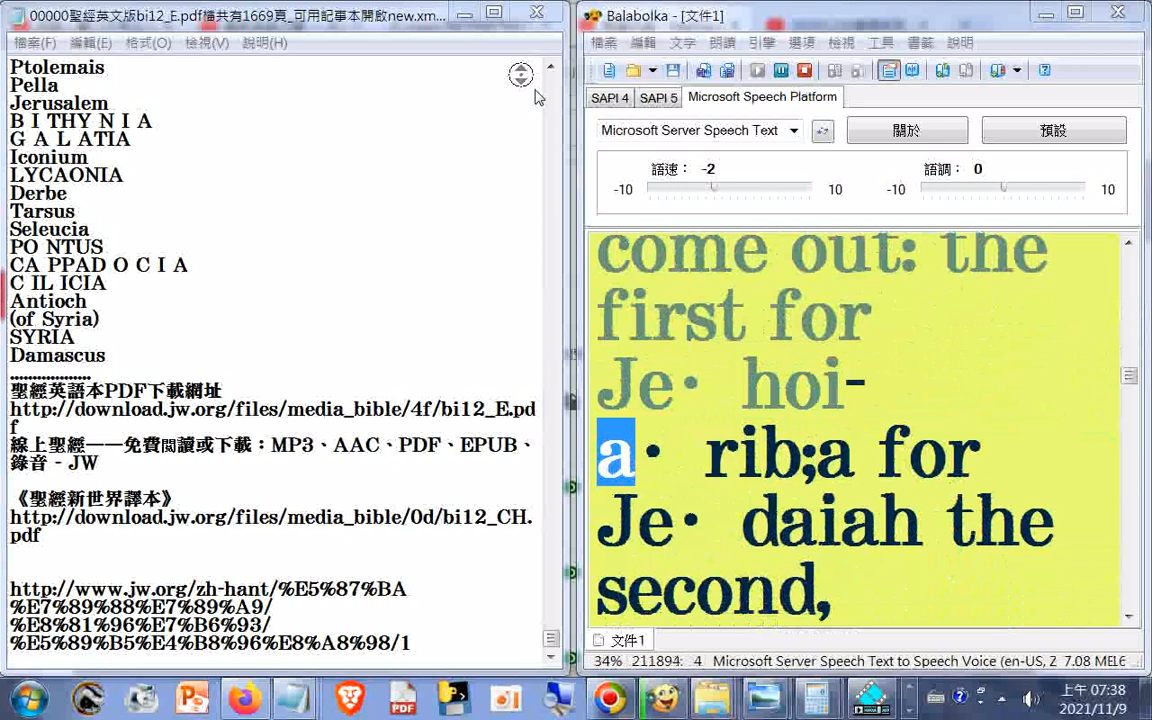 00000聖經英文版bi12_E.pdf檔共有1669頁_可用記事本開啟new.xm...
檔案(F) 編輯(E) 格式(O) 檢視(V) 說明(H)
Ptolemais
Pella
Jerusalem
B I THY N I A
G A L ATIA
Iconium
LYCAONIA
Derbe
Tarsus
Seleucia
PO NTUS
CA PPAD O C I A
C IL ICIA
Antioch
(of Syria)
SYRIA
Damascus
..................
聖經英語本PDF下載網址
http://download.jw.org/files/media_bible/4f/bi12_E.pd
f
線上聖經——免費閱讀或下載：MP3、AAC、PDF、EPUB、
錄音 - JW
《聖經新世界譯本》
http://download.jw.org/files/media_bible/0d/bi12_CH.
pdf
http://www.jw.org/zh-hant/%E5%87%BA
%E7%89%88%E7%89%A9/
%E8%81%96%E7%B6%93/
%E5%89%B5%E4%B8%96%E8%A8%98/1
Balabolka - [文件1]
檔案 編輯 文字 朗讀 引擎 選項 檢視 工具 書籤 說明
SAPI 4 SAPI 5 Microsoft Speech Platform
Microsoft Server Speech Text 關於 預設
語速： -2 語調： 0
-10 10 -10 10
come out: the
first for
Je· hoi-
a· rib;a for
Je· daiah the
second,
文件1
34% 211894: 4 Microsoft Server Speech Text to Speech Voice (en-US, Z 7.08 МБ
上午 07:38
2021/11/9